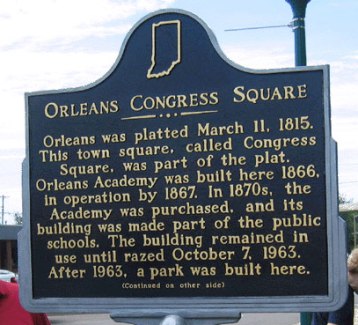 ORLEANS CONGRESS SQUARE
Orleans was platted March 11, 1815.
This town square, called Congress
Square, was part of the plat.
Orleans Academy was built here 1866,
in operation by 1867. In 1870s, the
Academy was purchased, and its
building was made part of the public
schools. The building remained in
use until razed October 7, 1963.
After 1963, a park was built here.
(Continued on other side)